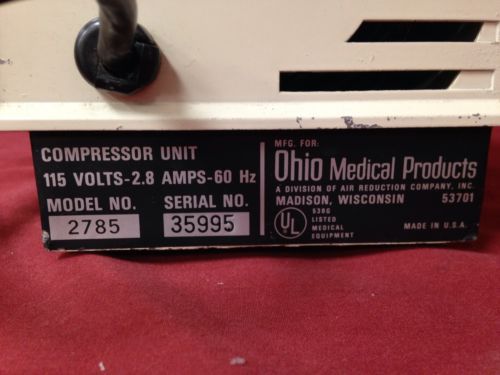 COMPRESSOR UNIT
115 VOLTS-2.8 AMPS-60 Hz
MODEL NO. SERIAL NO.
2785 35995
MFG. FOR:
Ohio Medical Products
A DIVISION OF AIR REDUCTION COMPANY, INC.
MADISON, WISCONSIN 53701
UL
538G
LISTED
MEDICAL
EQUIPMENT
MADE IN U.S.A.